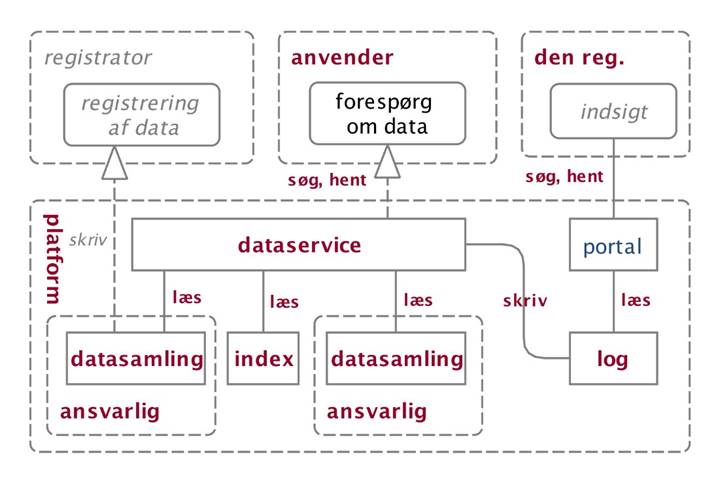 registrator
anvender
den reg.
registrering
af data
forespørg
om data
indsigt
søg, hent
søg, hent
platform
skriv
dataservice
portal
læs
læs
læs
skriv
læs
datasamling
index
datasamling
log
ansvarlig
ansvarlig